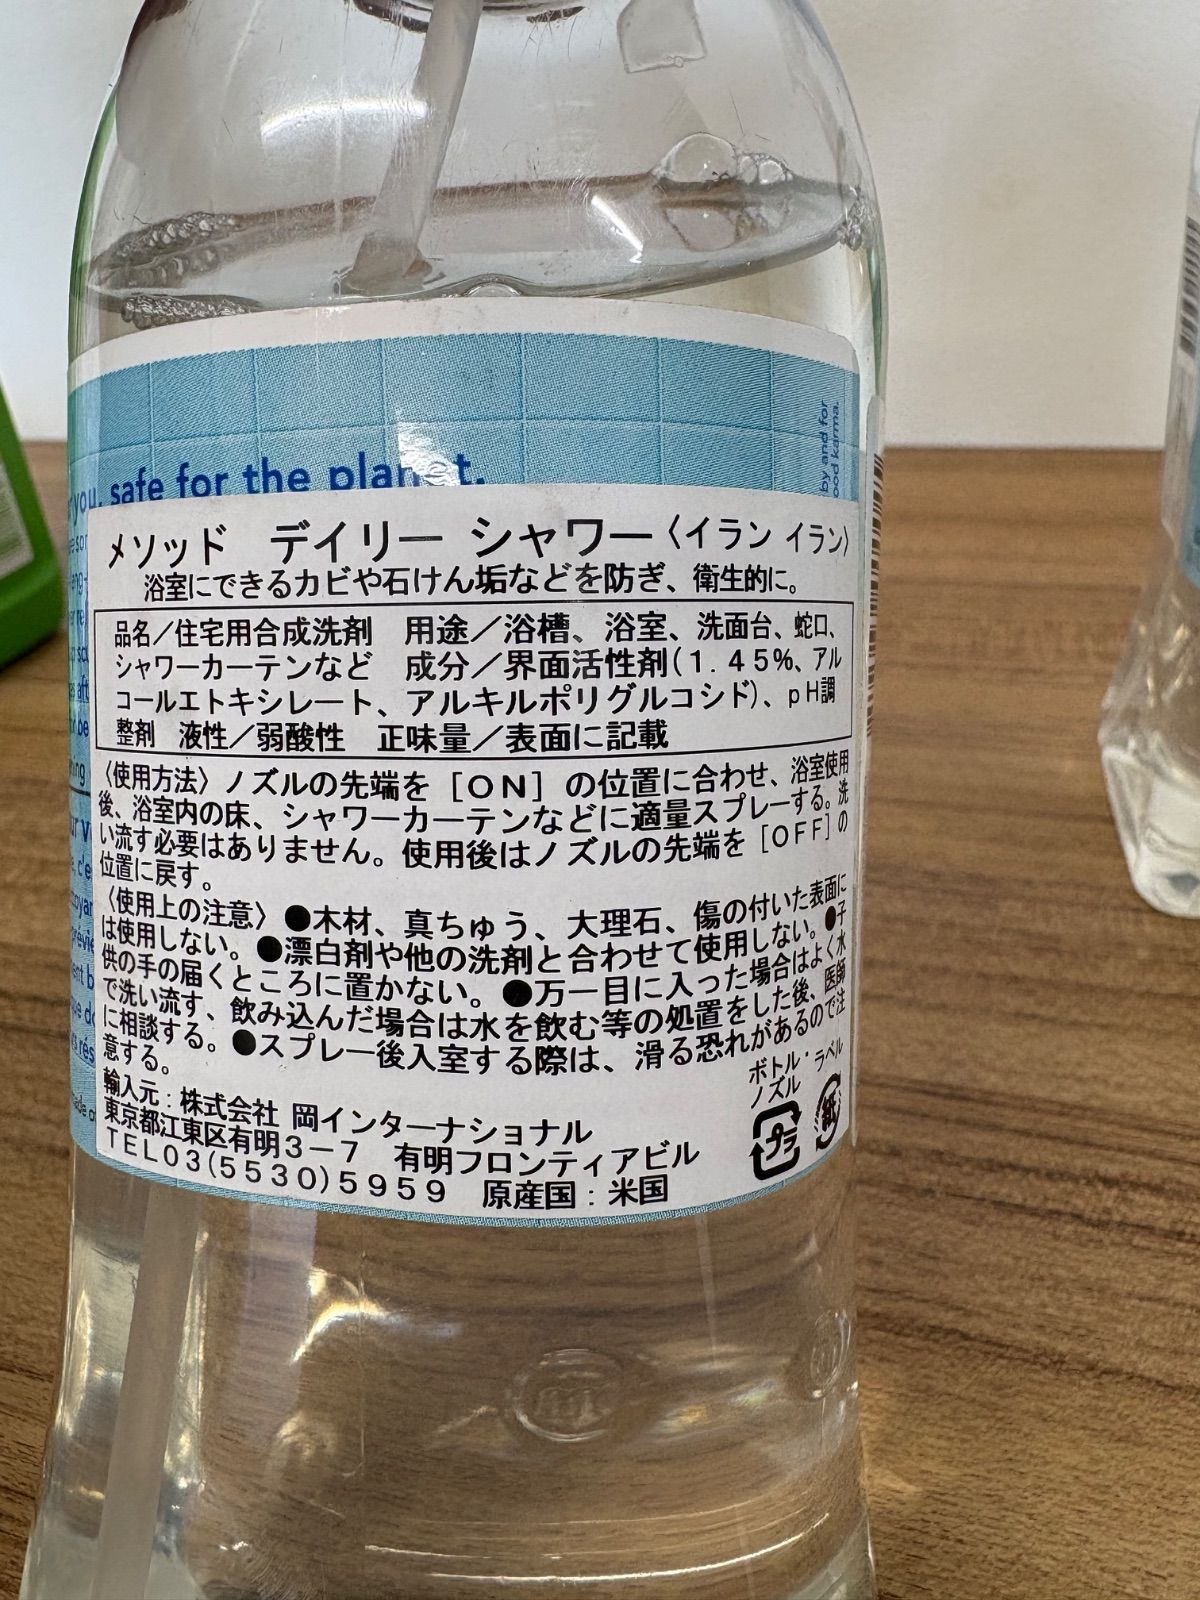 by and for
ood karma.
you. safe for the planet.
メソッド デイリー シャワー〈イラン イラン〉
浴室にできるカビや石けん垢などを防ぎ、衛生的に。
品名／住宅用合成洗剤 用途／浴槽、浴室、洗面台、蛇口、
シャワーカーテンなど 成分／界面活性剤(1.45%、アル
コールエトキシレート、アルキルポリグルコシド)、pH調
整剤 液性／弱酸性 正味量／表面に記載
〈使用方法〉ノズルの先端を［ON］の位置に合わせ、浴室使用
後、浴室内の床、シャワーカーテンなどに適量スプレーする。洗
い流す必要はありません。使用後はノズルの先端を［OFF］の
位置に戻す。
〈使用上の注意〉●木材、真ちゅう、大理石、傷の付いた表面に
は使用しない。●漂白剤や他の洗剤と合わせて使用しない。●子
供の手の届くところに置かない。●万一目に入った場合はよく水
で洗い流す、飲み込んだ場合は水を飲む等の処置をした後、医師
に相談する。●スプレー後入室する際は、滑る恐れがあるので注
意する。
輸入元：株式会社 岡インターナショナル
東京都江東区有明3－7 有明フロンティアビル
TEL03(5530)5959 原産国：米国
ボトル・ラベル
ノズル
プラ 紙